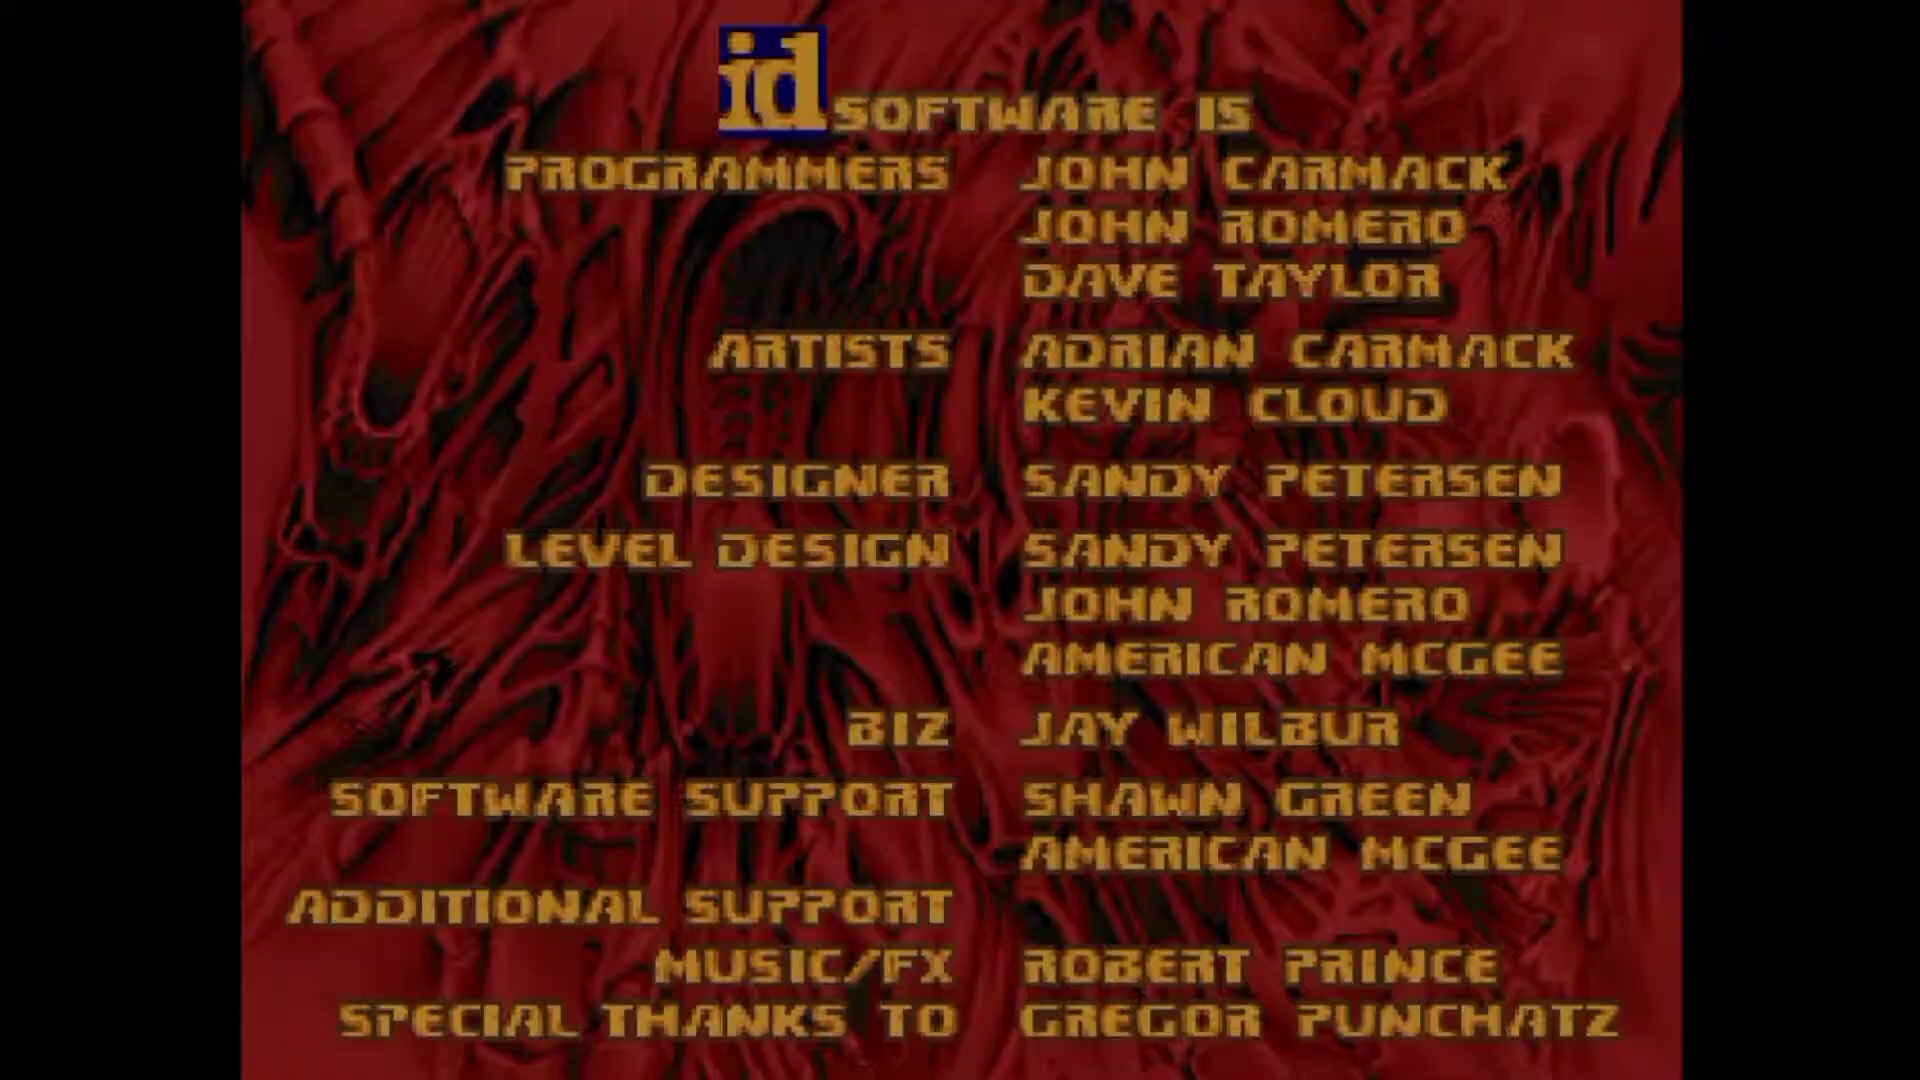 id SOFTWARE IS
PROGRAMMERS JOHN CARMACK
JOHN ROMERO
DAVE TAYLOR
ARTISTS ADRIAN CARMACK
KEVIN CLOUD
DESIGNER SANDY PETERSEN
LEVEL DESIGN SANDY PETERSEN
JOHN ROMERO
AMERICAN MCGEE
BIZ JAY WILBUR
SOFTWARE SUPPORT SHAWN GREEN
AMERICAN MCGEE
ADDITIONAL SUPPORT
MUSIC/FX ROBERT PRINCE
SPECIAL THANKS TO GREGOR PUNCHATZ